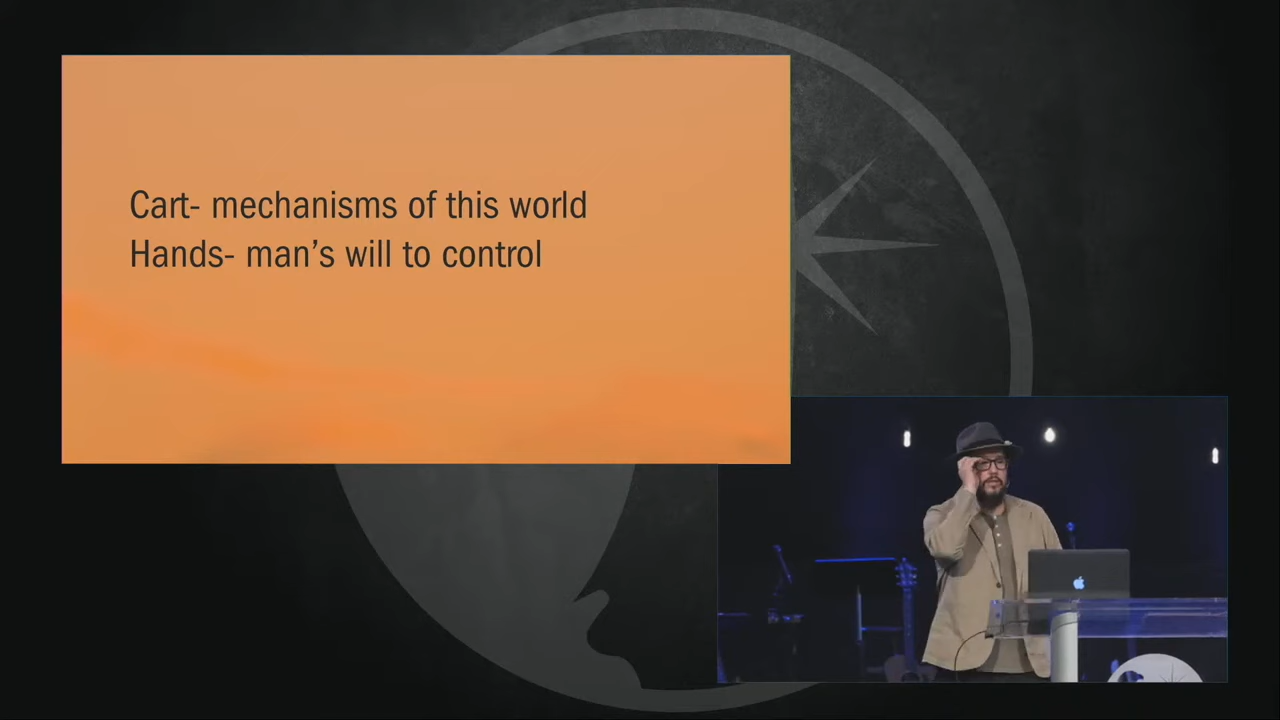 Cart- mechanisms of this world
Hands- man’s will to control